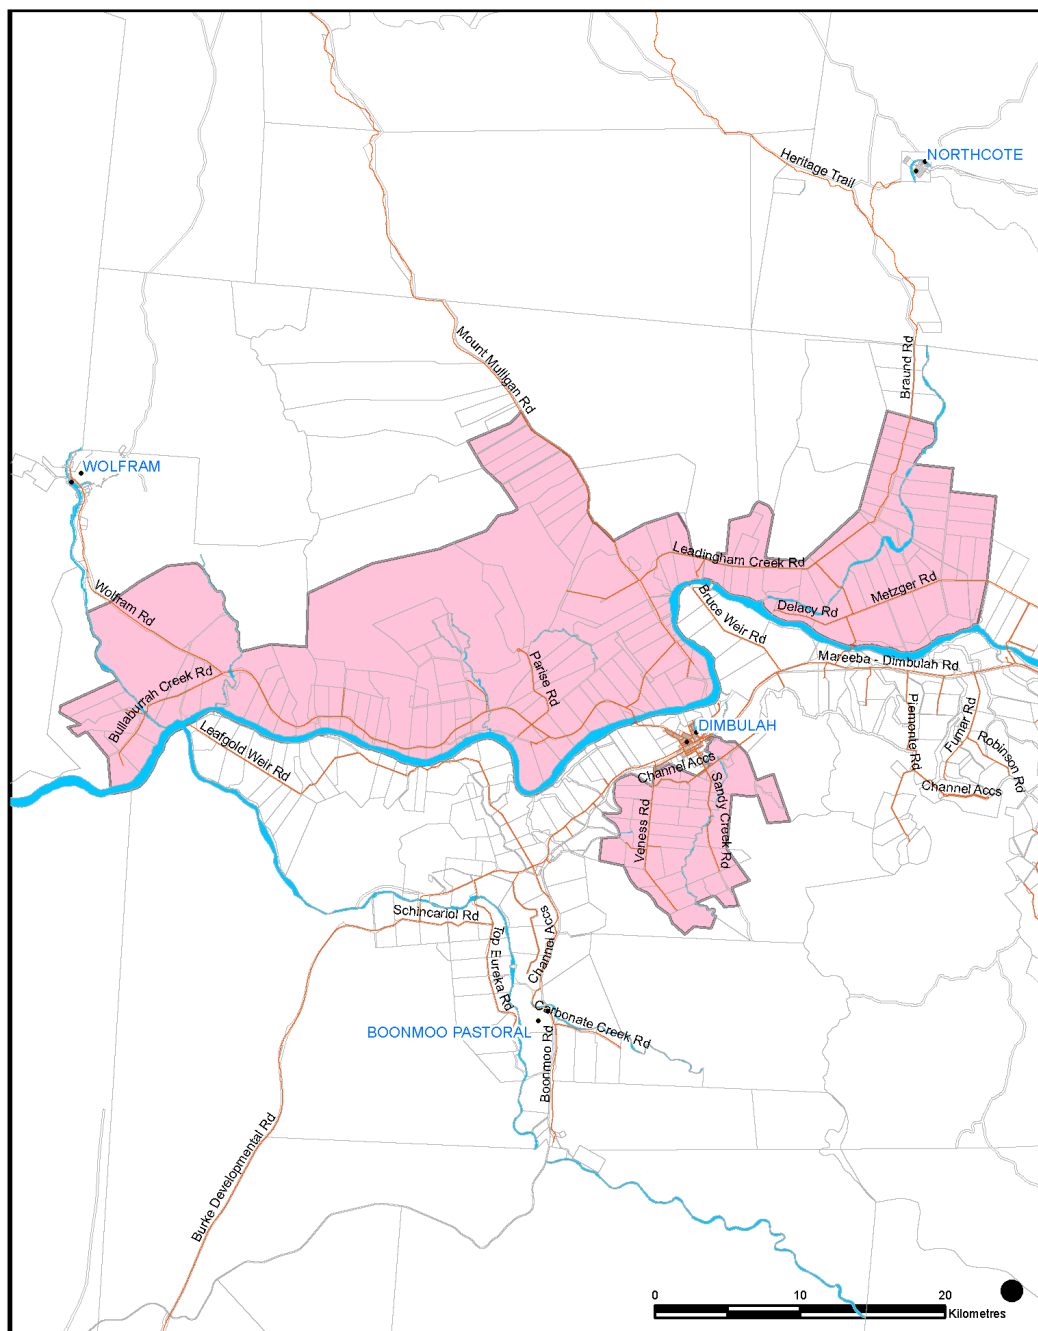 NORTHCOTE
Heritage Trail
Mount Mulligan Rd
Braund Rd
WOLFRAM
Leadingham Creek Rd
Wolfram Rd
Metzger Rd
Delacy Rd
Bruce Weir Rd
Mareeba - Dimbulah Rd
Parise Rd
Bullaburrah Creek Rd
Piemonte Rd
Fumar Rd
DIMBULAH
Leafgold Weir Rd
Robinson Rd
Channel Accs
Channel Accs
Veness Rd
Sandy Creek Rd
Schincariol Rd
Top Eureka Rd
Channel Accs
Carbonate Creek Rd
BOONMOO PASTORAL
Boonmoo Rd
Burke Developmental Rd
0 10 20
Kilometres